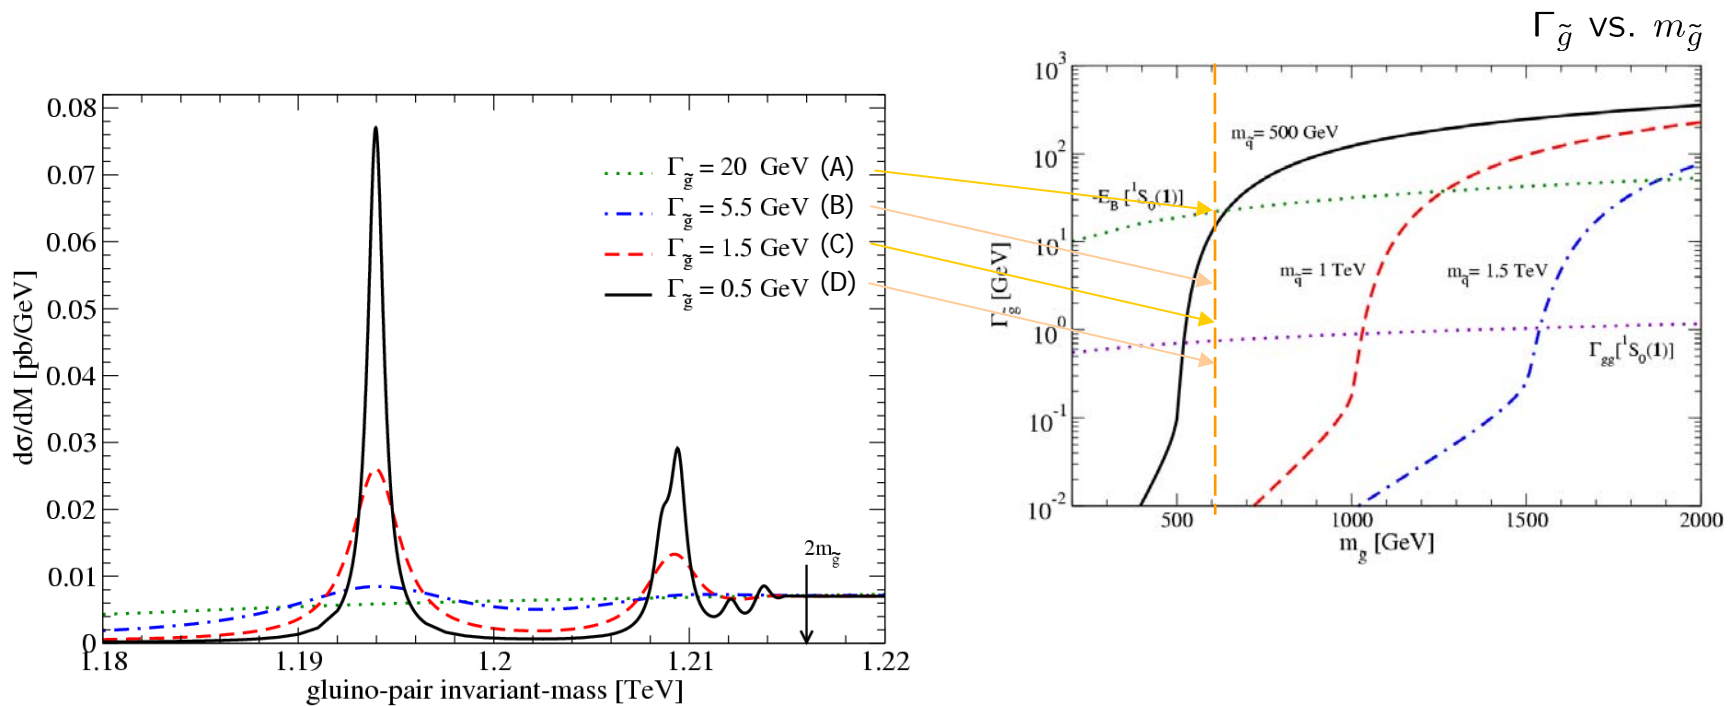 Γg̃ vs. mg̃
0.08
0.07
0.06
0.05
0.04
0.03
0.02
0.01
0
dσ/dM [pb/GeV]
Γg̃ = 20 GeV (A)
Γg̃ = 5.5 GeV (B)
Γg̃ = 1.5 GeV (C)
Γg̃ = 0.5 GeV (D)
2mg̃
1.18 1.19 1.2 1.21 1.22
gluino-pair invariant-mass [TeV]
10³
10²
10¹
10⁰
10⁻¹
10⁻²
Γg̃ [GeV]
mq̃ = 500 GeV
-EB [¹S0(1)]
mq̃ = 1 TeV
mq̃ = 1.5 TeV
Γgg[¹S0(1)]
500 1000 1500 2000
mg̃ [GeV]